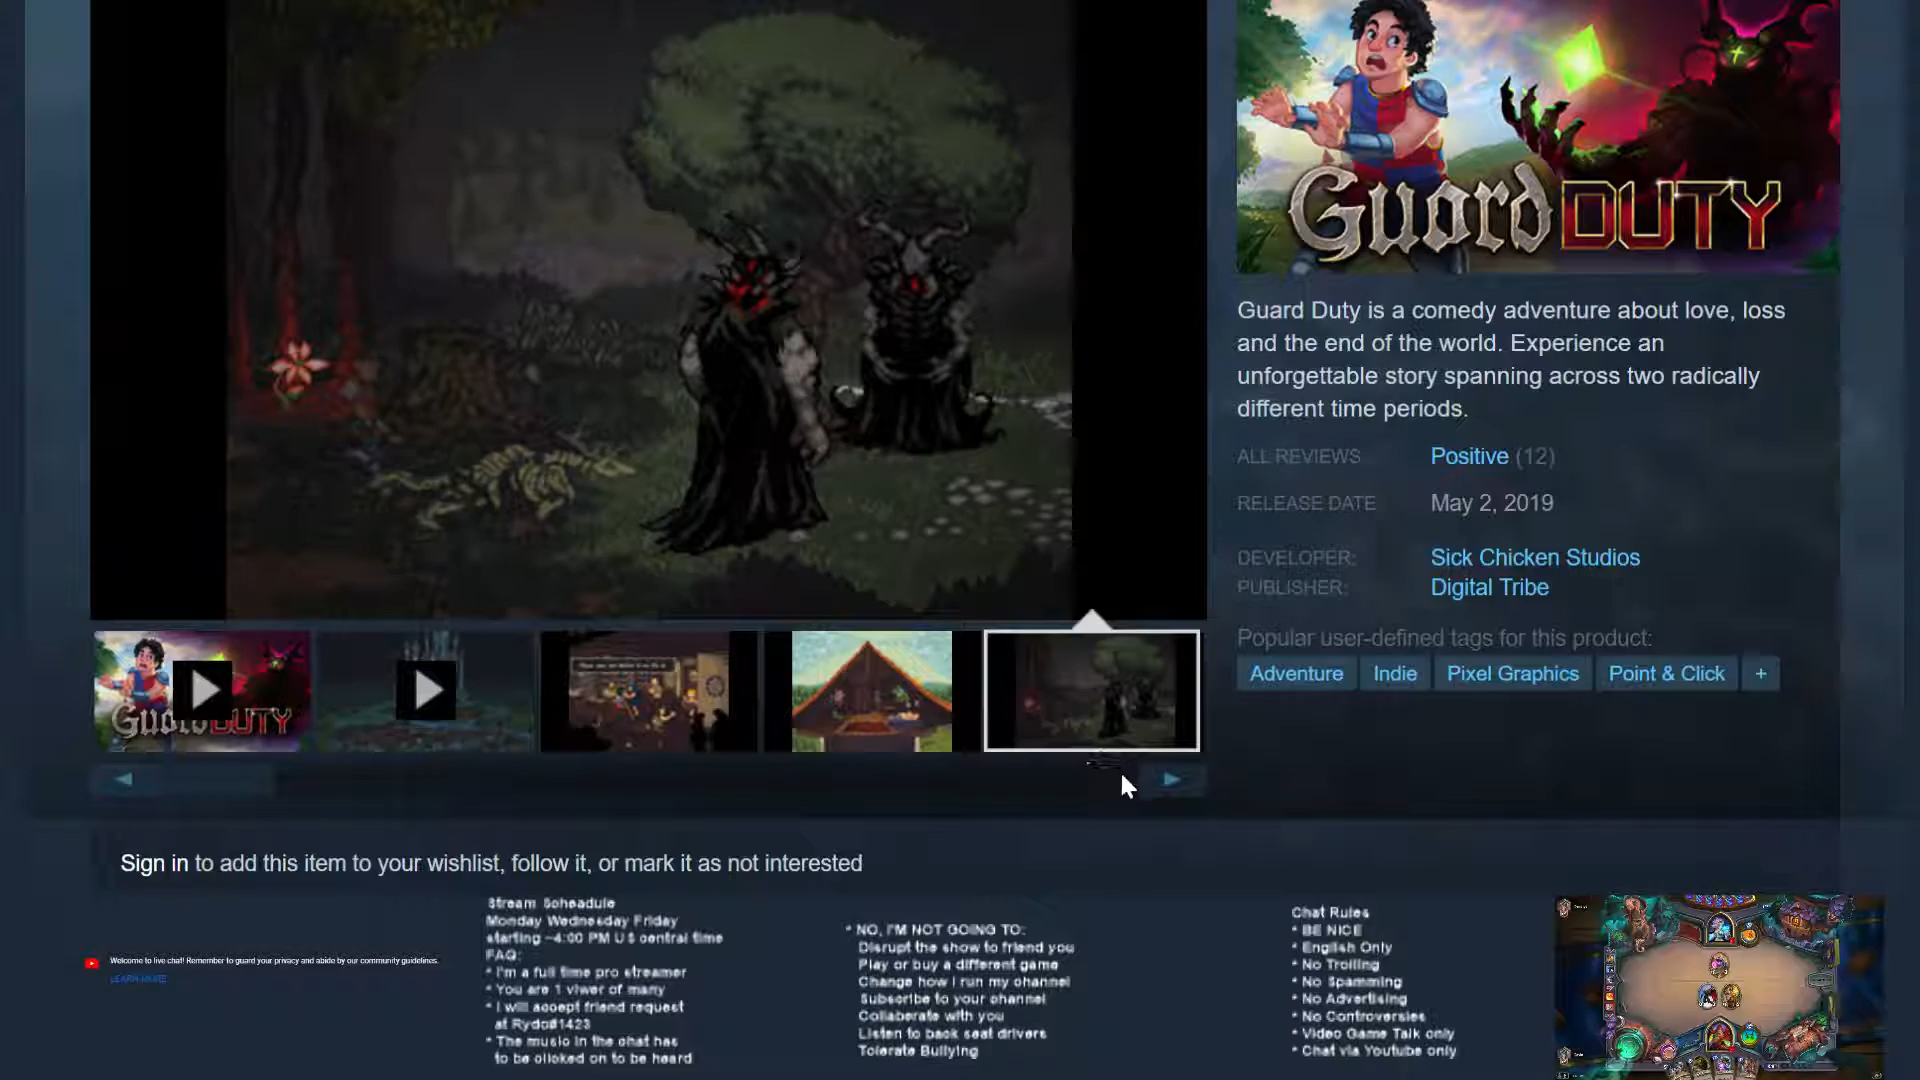 Guard DUTY
Guard Duty is a comedy adventure about love, loss
and the end of the world. Experience an
unforgettable story spanning across two radically
different time periods.
ALL REVIEWS Positive (12)
RELEASE DATE May 2, 2019
DEVELOPER: Sick Chicken Studios
PUBLISHER: Digital Tribe
Popular user-defined tags for this product:
Adventure Indie Pixel Graphics Point & Click +
Guard DUTY
Sign in to add this item to your wishlist, follow it, or mark it as not interested
Welcome to live chat! Remember to guard your privacy and abide by our community guidelines.
LEARN MORE
Stream Scheadule
Monday Wednesday Friday
starting ~4:00 PM US central time
FAQ:
* I'm a full time pro streamer
* You are 1 viwer of many
* I will accept friend request
at Rydo#1423
* The music in the chat has
to be clicked on to be heard
* NO, I'M NOT GOING TO:
Disrupt the show to friend you
Play or buy a different game
Change how I run my channel
Subscribe to your channel
Collaberate with you
Listen to back seat drivers
Tolerate Bullying
Chat Rules
* BE NICE
* English Only
* No Trolling
* No Spamming
* No Advertising
* No Controversies
* Video Game Talk only
* Chat via Youtube only